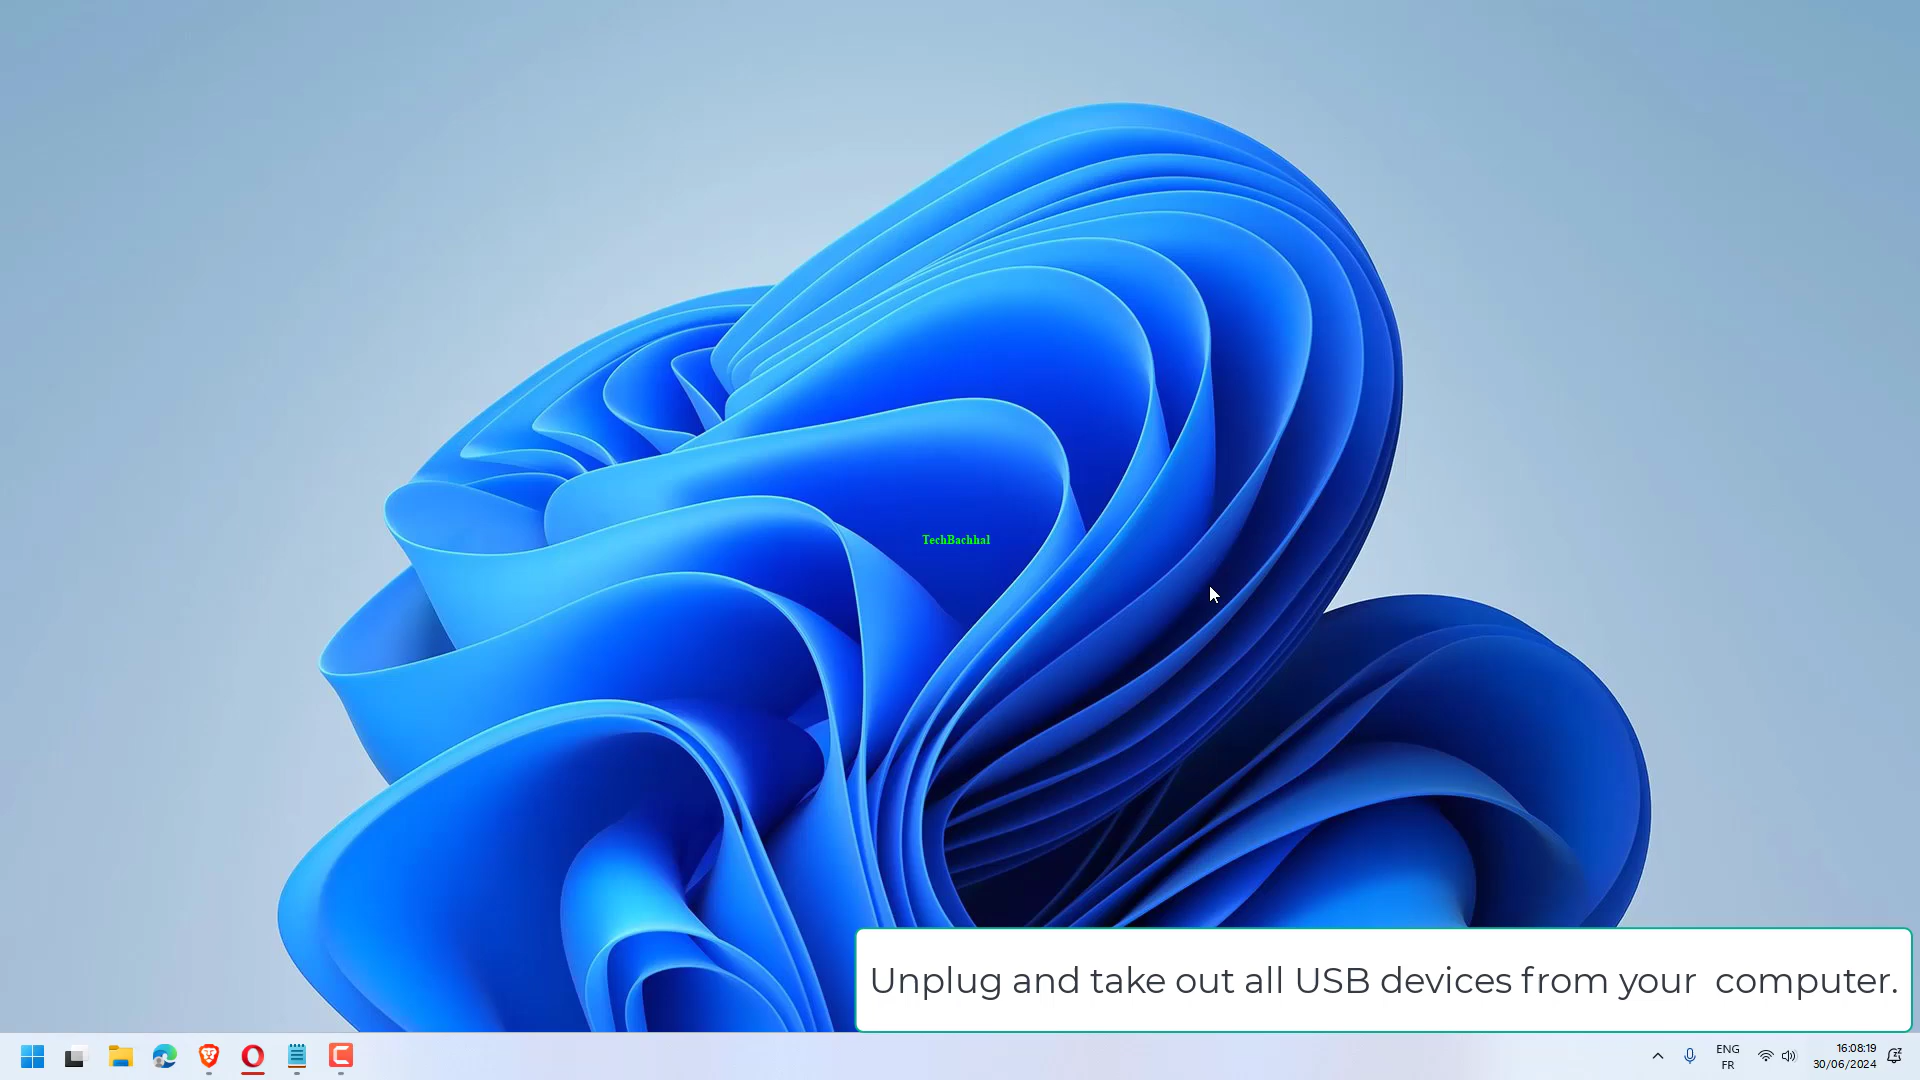 TechBachhal
Unplug and take out all USB devices from your computer.
ENG
FR
16:08:19
30/06/2024